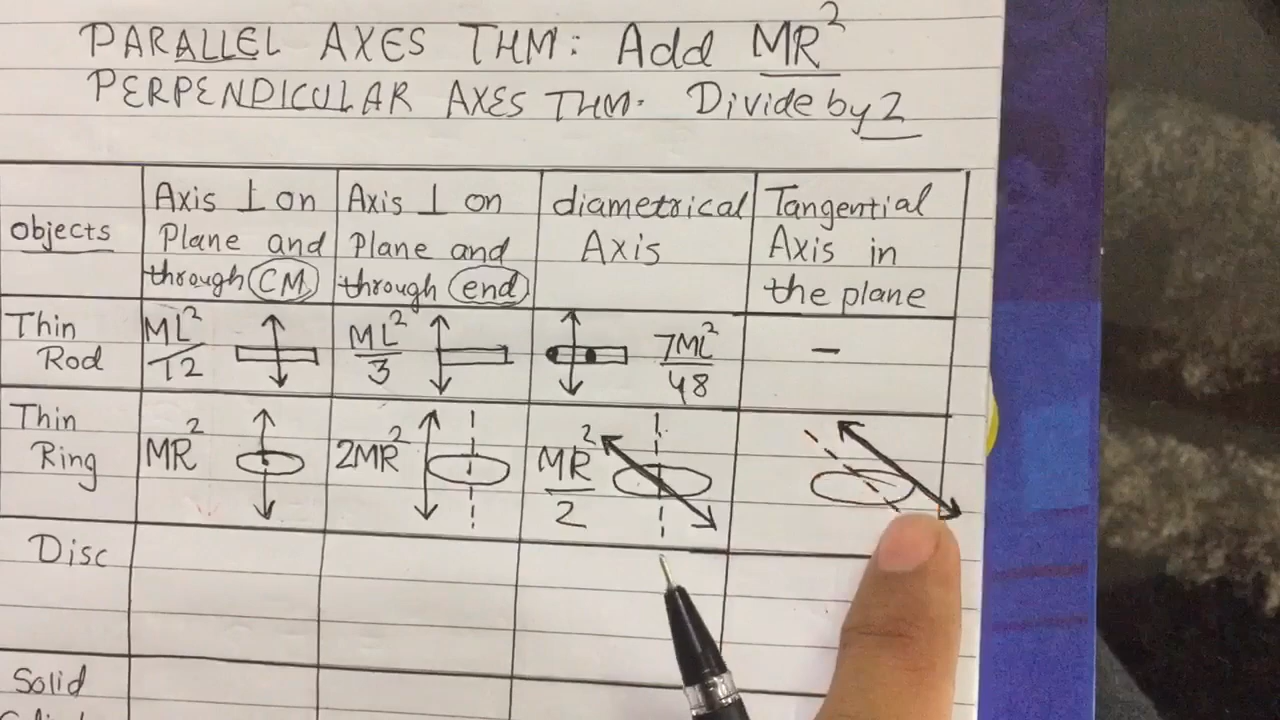 PARALLEL AXES THM: Add MR²
PERPENDICULAR AXES THM. Divide by 2
objects
Axis ⊥ on
Plane and
through CM
Axis ⊥ on
Plane and
through end
diametrical
Axis
Tangential
Axis in
the plane
Thin
Rod
ML²/12
ML²/3
7ML²/48
–
Thin
Ring
MR²
2MR²
MR²/2
Disc
Solid